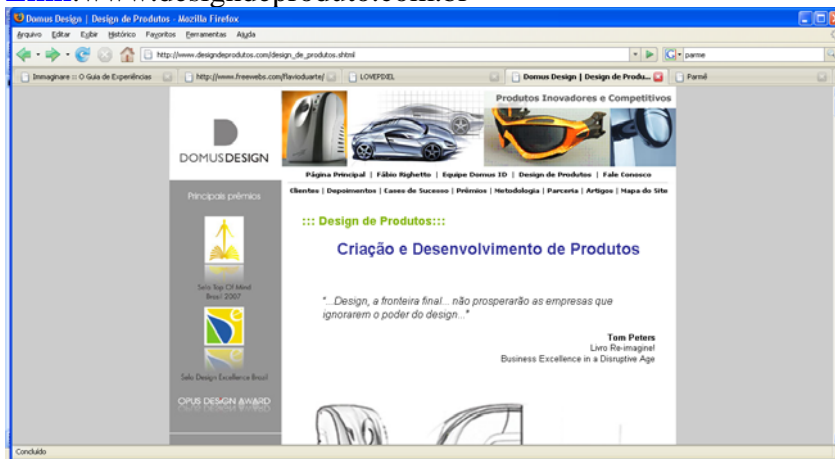 www.designdeproduto.com.br
Domus Design | Design de Produtos - Mozilla Firefox
Arquivo Editar Exibir Histórico Favoritos Ferramentas Ajuda
http://www.designdeprodutos.com/design_de_produtos.shtml
G parme
Immaginare :: O Guia de Experiências
http://www.freewebs.com/flavioduarte/
LOVEPIXEL
Domus Design | Design de Produ...
Parmê
Produtos Inovadores e Competitivos
DOMUSDESIGN
Página Principal | Fábio Righetto | Equipe Domus ID | Design de Produtos | Fale Conosco
Clientes | Depoimentos | Cases de Sucesso | Prêmios | Metodologia | Parceria | Artigos | Mapa do Site
Principais prêmios
::: Design de Produtos:::
Criação e Desenvolvimento de Produtos
Selo Top Of Mind
Brasil 2007
"...Design, a fronteira final... não prosperarão as empresas que
ignorarem o poder do design..."
Tom Peters
Livro Re-imagine!
Business Excellence in a Disruptive Age
Selo Design Excellence Brasil
OPUS DESIGN AWARD
Concluído